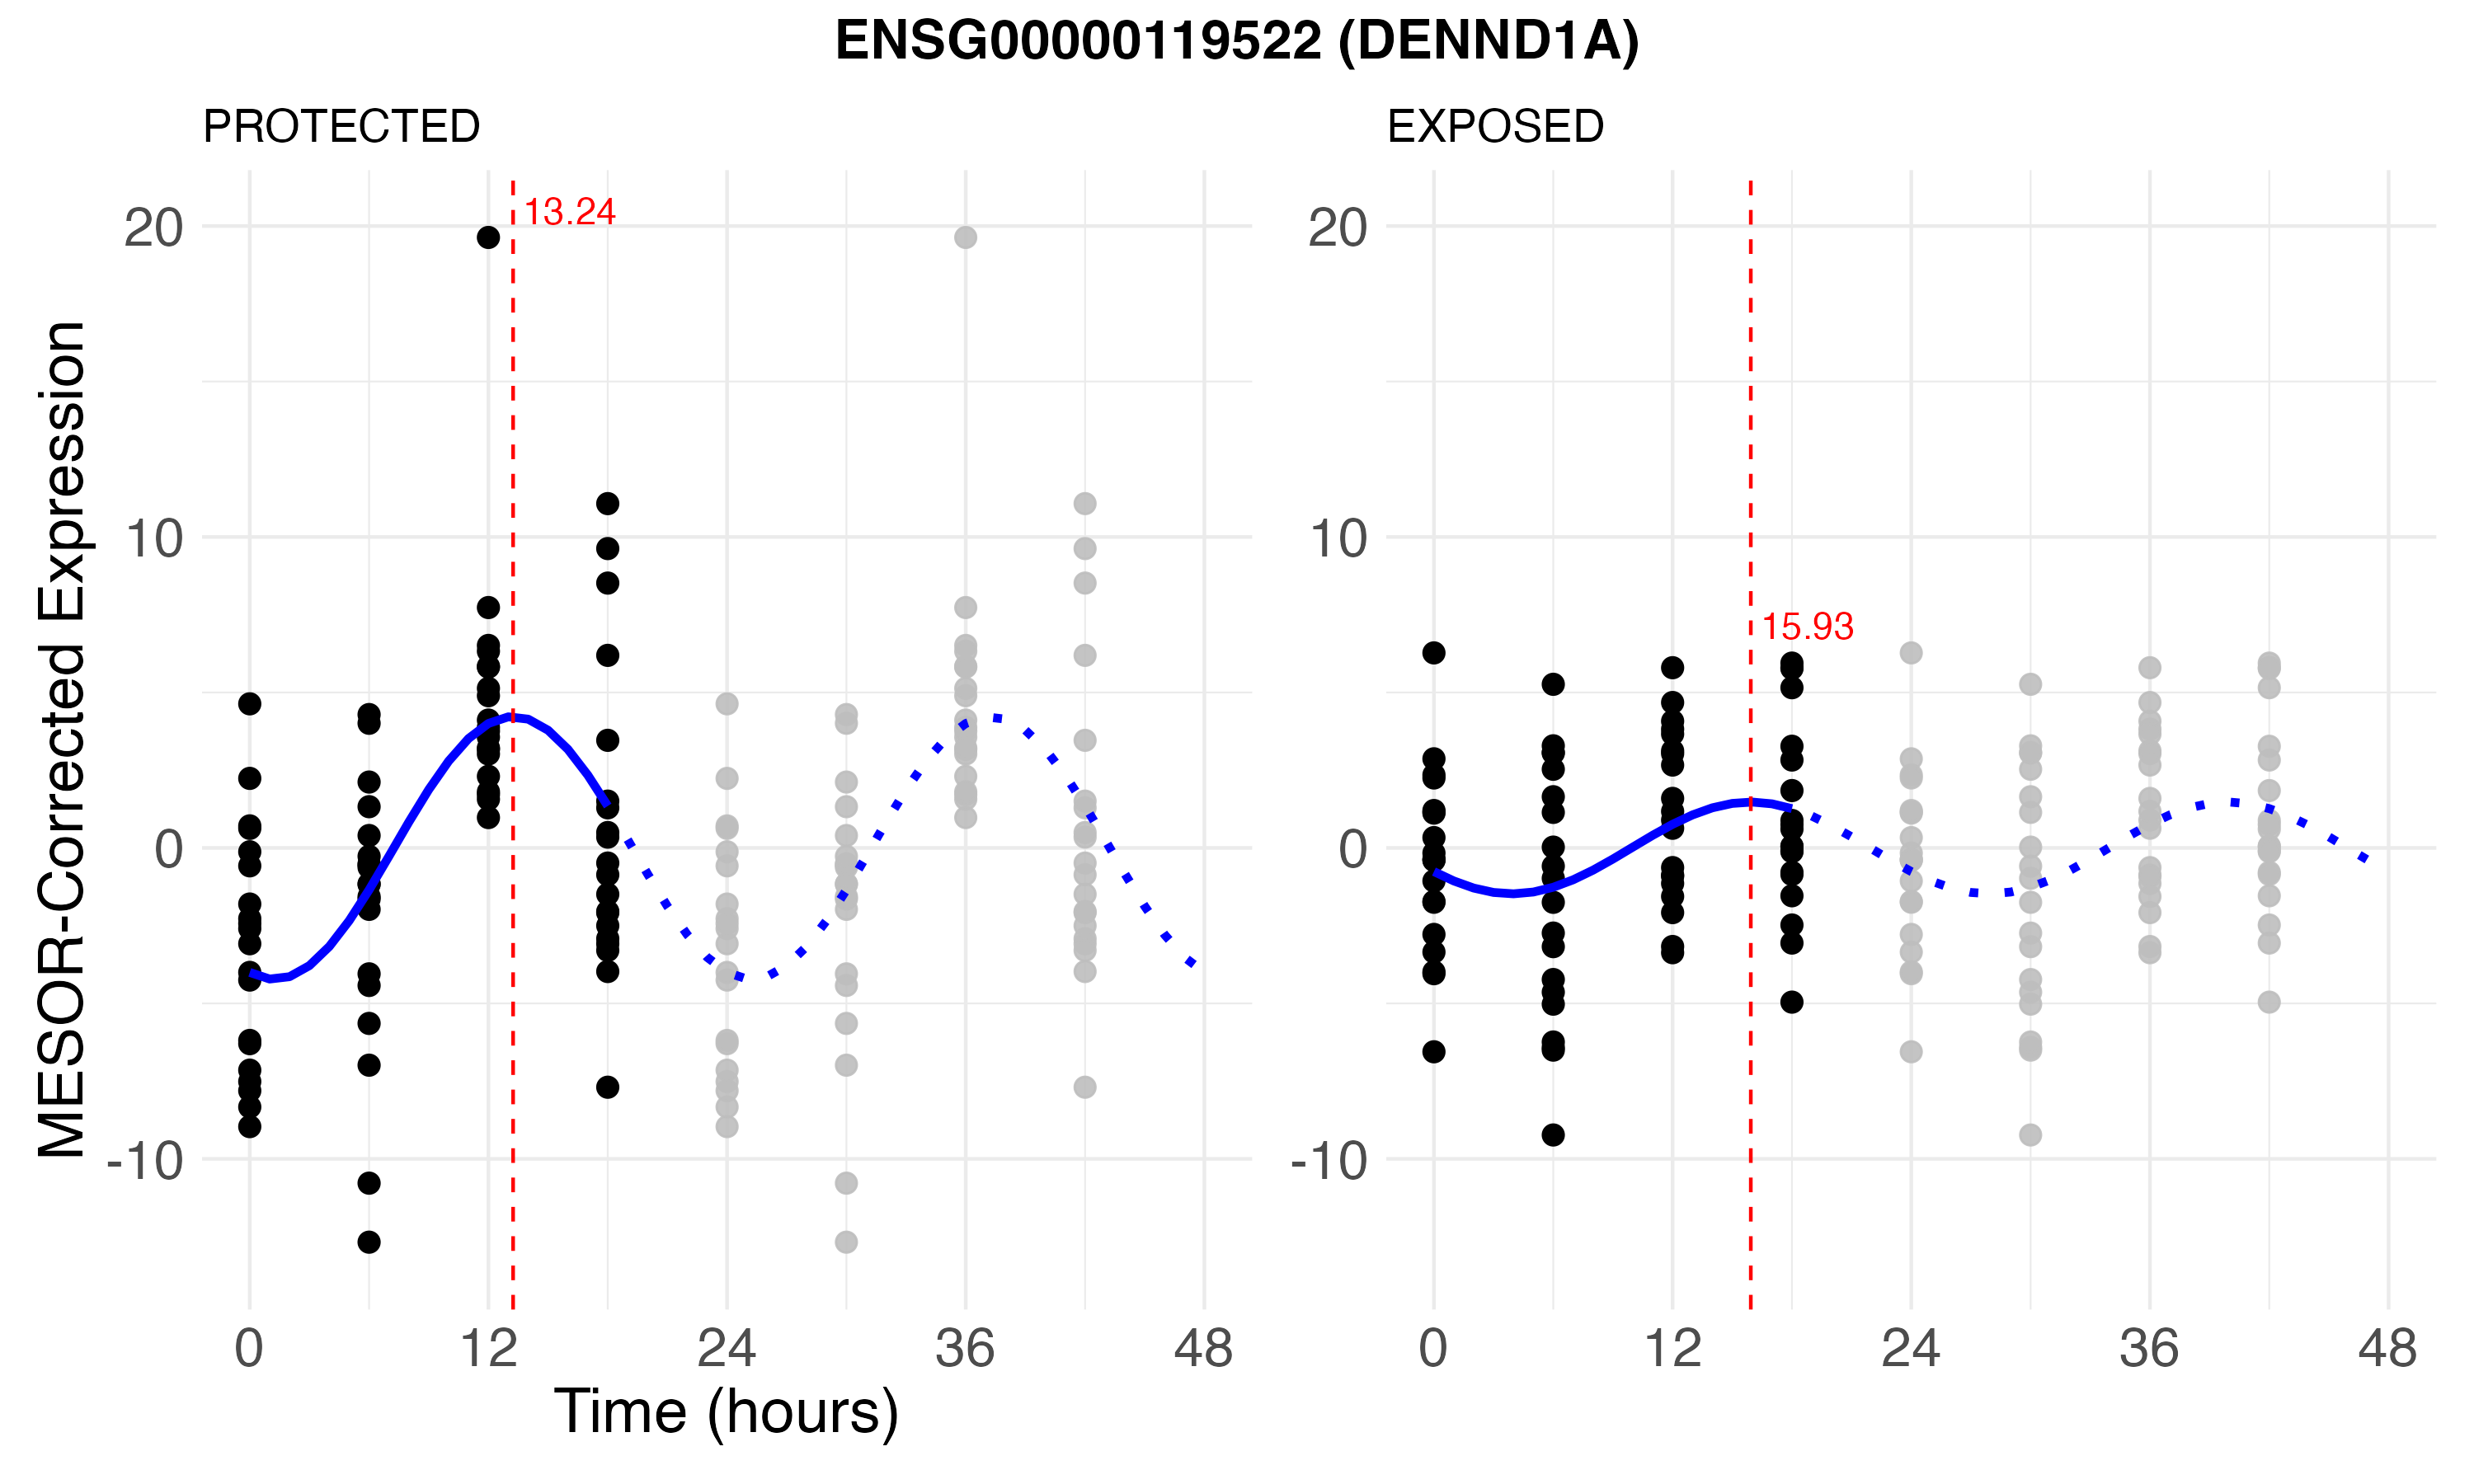 ENSG00000119522 (DENND1A)
PROTECTED
EXPOSED
MESOR-Corrected Expression
20
10
0
-10
13.24
0 12 24 36 48
20
10
0
-10
15.93
0 12 24 36 48
Time (hours)